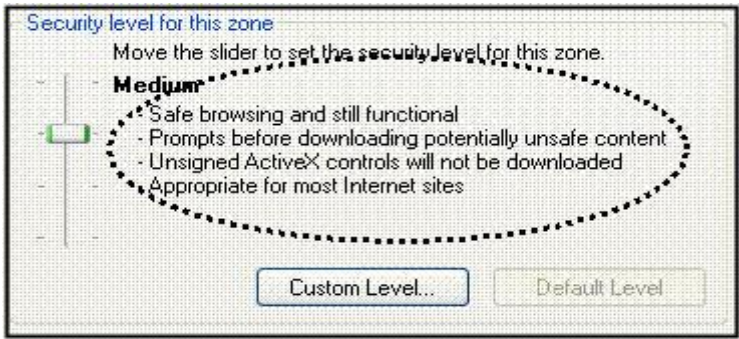 Security level for this zone
Move the slider to set the security level for this zone.
Medium
- Safe browsing and still functional
- Prompts before downloading potentially unsafe content
- Unsigned ActiveX controls will not be downloaded
- Appropriate for most Internet sites
Custom Level...
Default Level